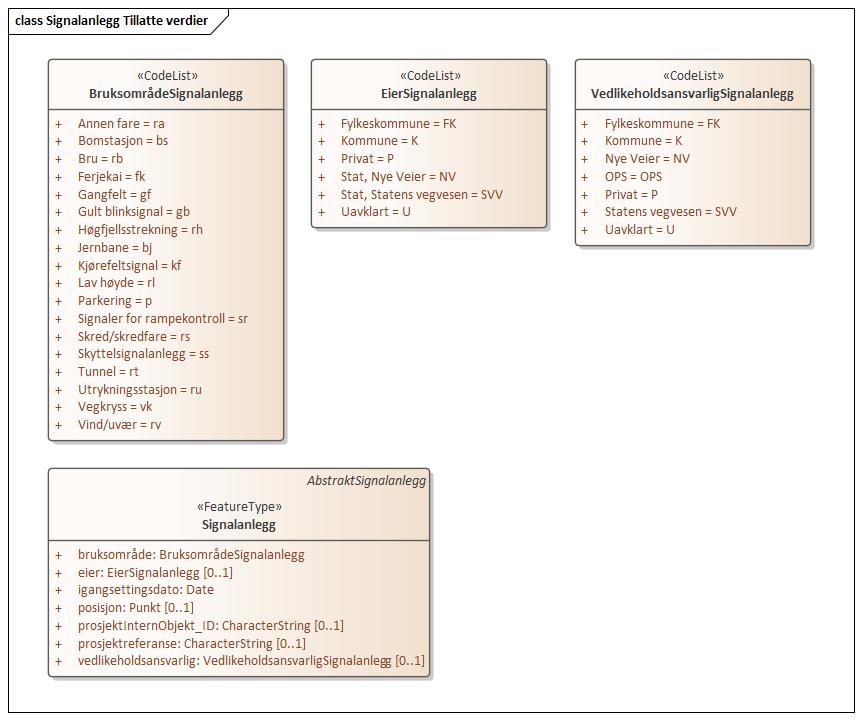 class Signalanlegg Tillatte verdier
«CodeList»
BruksområdeSignalanlegg
+ Annen fare = ra
+ Bomstasjon = bs
+ Bru = rb
+ Ferjekai = fk
+ Gangfelt = gf
+ Gult blinksignal = gb
+ Høgfjellsstrekning = rh
+ Jernbane = bj
+ Kjørefeltsignal = kf
+ Lav høyde = rl
+ Parkering = p
+ Signaler for rampekontroll = sr
+ Skred/skredfare = rs
+ Skyttelsignalanlegg = ss
+ Tunnel = rt
+ Utrykningsstasjon = ru
+ Vegkryss = vk
+ Vind/uvær = rv
«CodeList»
EierSignalanlegg
+ Fylkeskommune = FK
+ Kommune = K
+ Privat = P
+ Stat, Nye Veier = NV
+ Stat, Statens vegvesen = SVV
+ Uavklart = U
«CodeList»
VedlikeholdsansvarligSignalanlegg
+ Fylkeskommune = FK
+ Kommune = K
+ Nye Veier = NV
+ OPS = OPS
+ Privat = P
+ Statens vegvesen = SVV
+ Uavklart = U
AbstraktSignalanlegg
«FeatureType»
Signalanlegg
+ bruksområde: BruksområdeSignalanlegg
+ eier: EierSignalanlegg [0..1]
+ igangsettingsdato: Date
+ posisjon: Punkt [0..1]
+ prosjektInternObjekt_ID: CharacterString [0..1]
+ prosjektreferanse: CharacterString [0..1]
+ vedlikeholdsansvarlig: VedlikeholdsansvarligSignalanlegg [0..1]